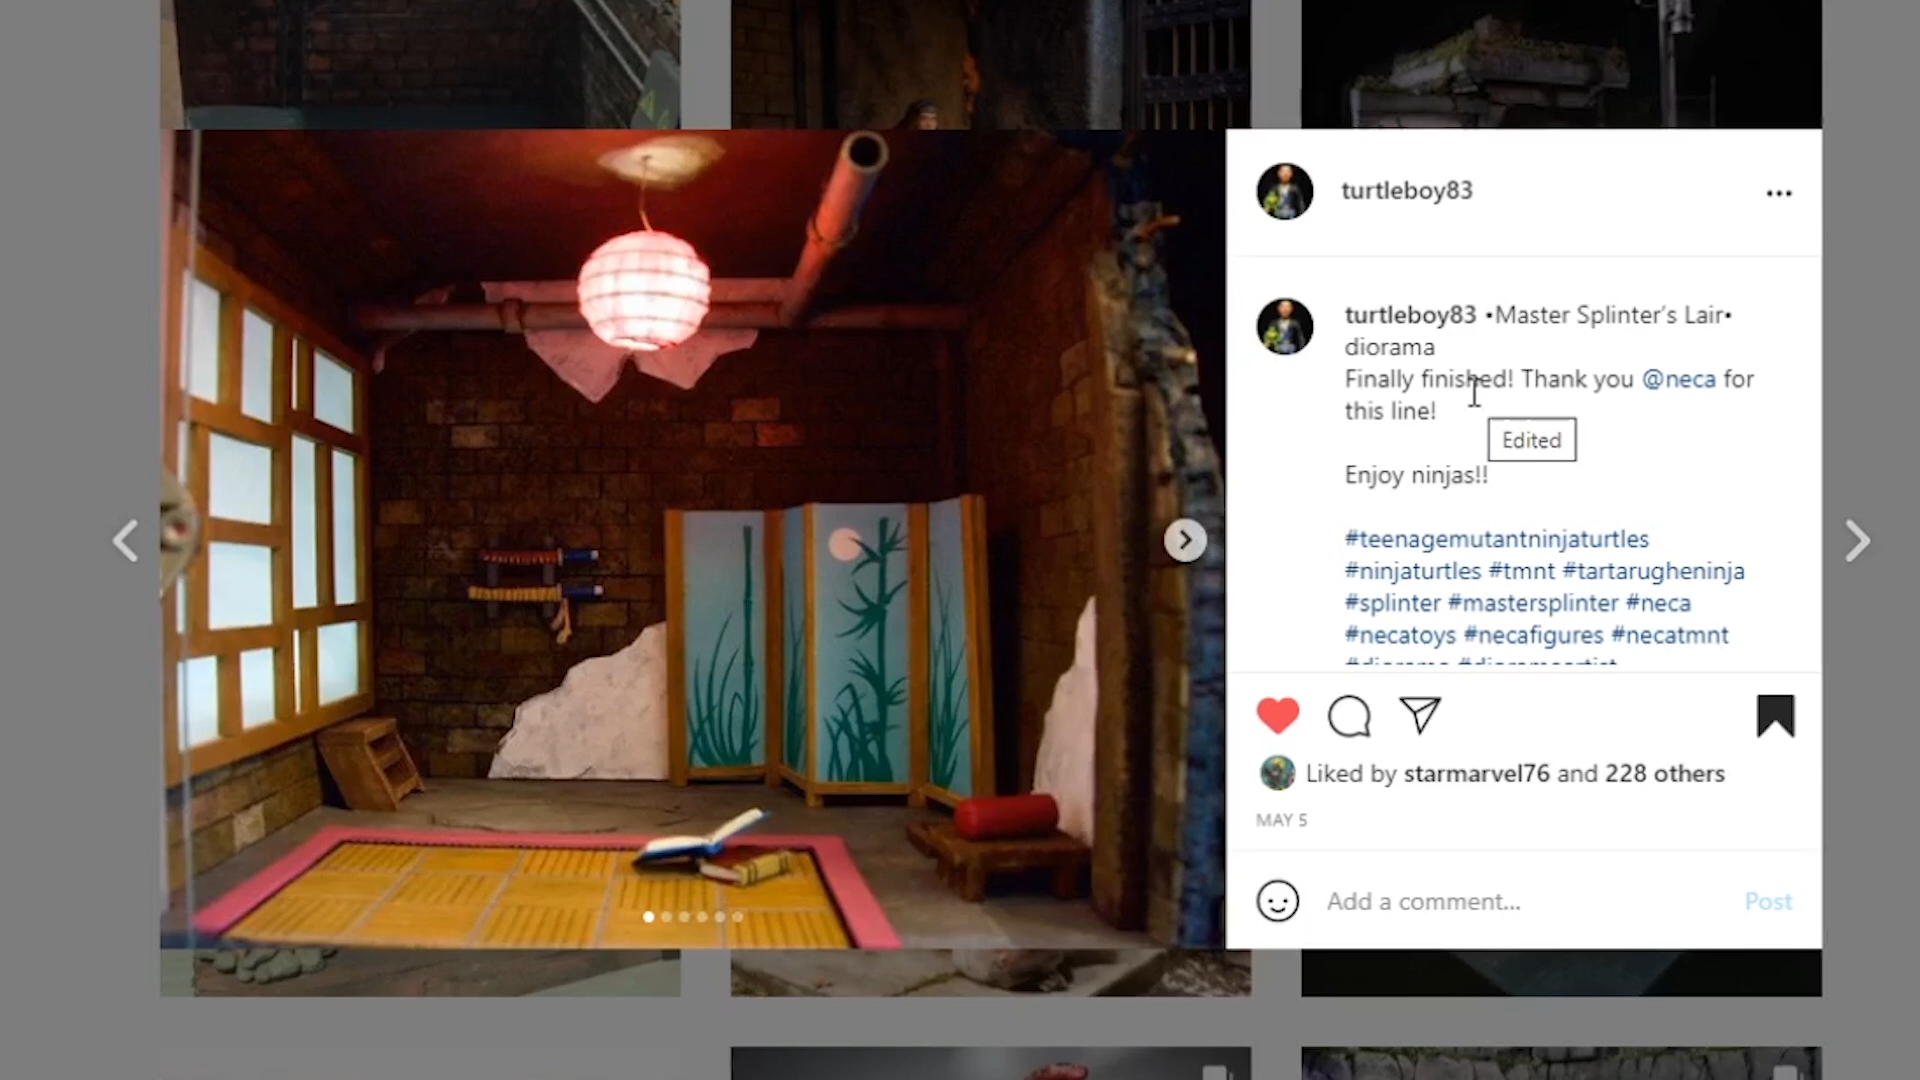 turtleboy83
turtleboy83 •Master Splinter's Lair•
diorama
Finally finished! Thank you @neca for
this line!
Edited
Enjoy ninjas!!
#teenagemutantninjaturtles
#ninjaturtles #tmnt #tartarugheninja
#splinter #mastersplinter #neca
#necatoys #necafigures #necatmnt
#diorama #dioramaartist
Liked by starmarvel76 and 228 others
MAY 5
Add a comment...
Post